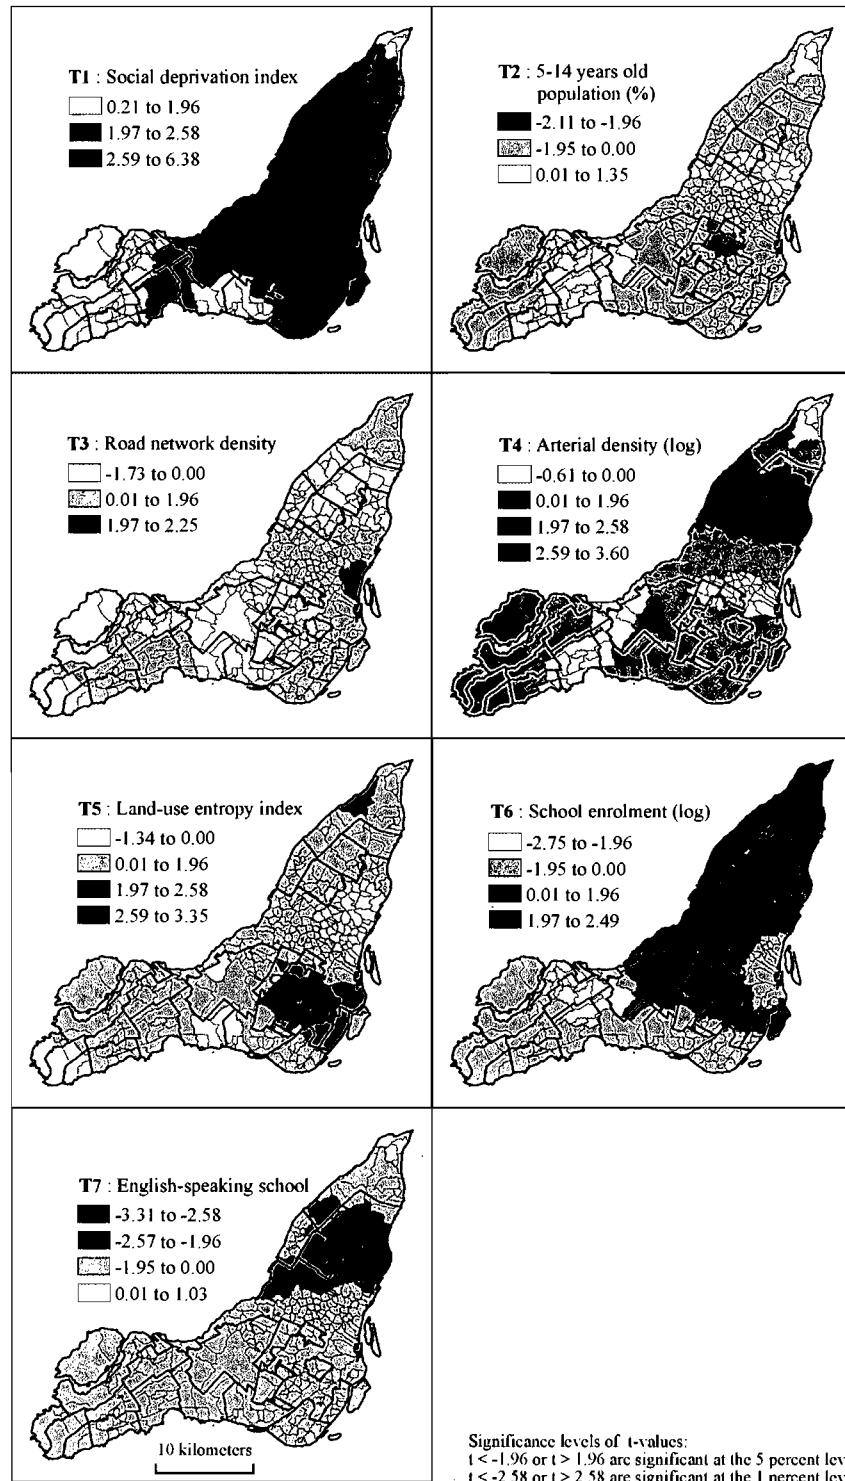 T1 : Social deprivation index
0.21 to 1.96
1.97 to 2.58
2.59 to 6.38
T2 : 5-14 years old
population (%)
-2.11 to -1.96
-1.95 to 0.00
0.01 to 1.35
T3 : Road network density
-1.73 to 0.00
0.01 to 1.96
1.97 to 2.25
T4 : Arterial density (log)
-0.61 to 0.00
0.01 to 1.96
1.97 to 2.58
2.59 to 3.60
T5 : Land-use entropy index
-1.34 to 0.00
0.01 to 1.96
1.97 to 2.58
2.59 to 3.35
T6 : School enrolment (log)
-2.75 to -1.96
-1.95 to 0.00
0.01 to 1.96
1.97 to 2.49
T7 : English-speaking school
-3.31 to -2.58
-2.57 to -1.96
-1.95 to 0.00
0.01 to 1.03
10 kilometers
Significance levels of t-values:
t < -1.96 or t > 1.96 are significant at the 5 percent lev
t < -2.58 or t > 2.58 are significant at the 1 percent lev